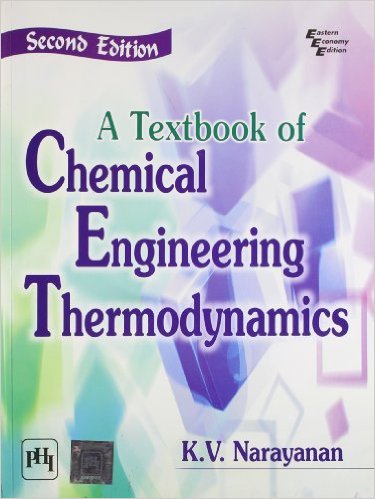 Second Edition
Eastern
Economy
Edition
A Textbook of
Chemical
Engineering
Thermodynamics
PHI
K.V. Narayanan